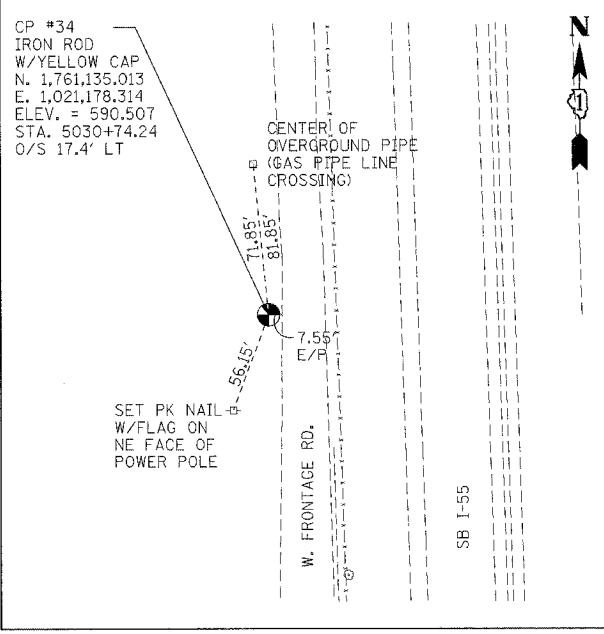 CP #34
IRON ROD
W/YELLOW CAP
N. 1,761,135.013
E. 1,021,178.314
ELEV. = 590.507
STA. 5030+74.24
O/S 17.4' LT
N
1
CENTER OF
OVERGROUND PIPE
(GAS PIPE LINE
CROSSING)
71.85'
81.85'
7.55'
E/P
56.15'
SET PK NAIL
W/FLAG ON
NE FACE OF
POWER POLE
W. FRONTAGE RD.
SB I-55